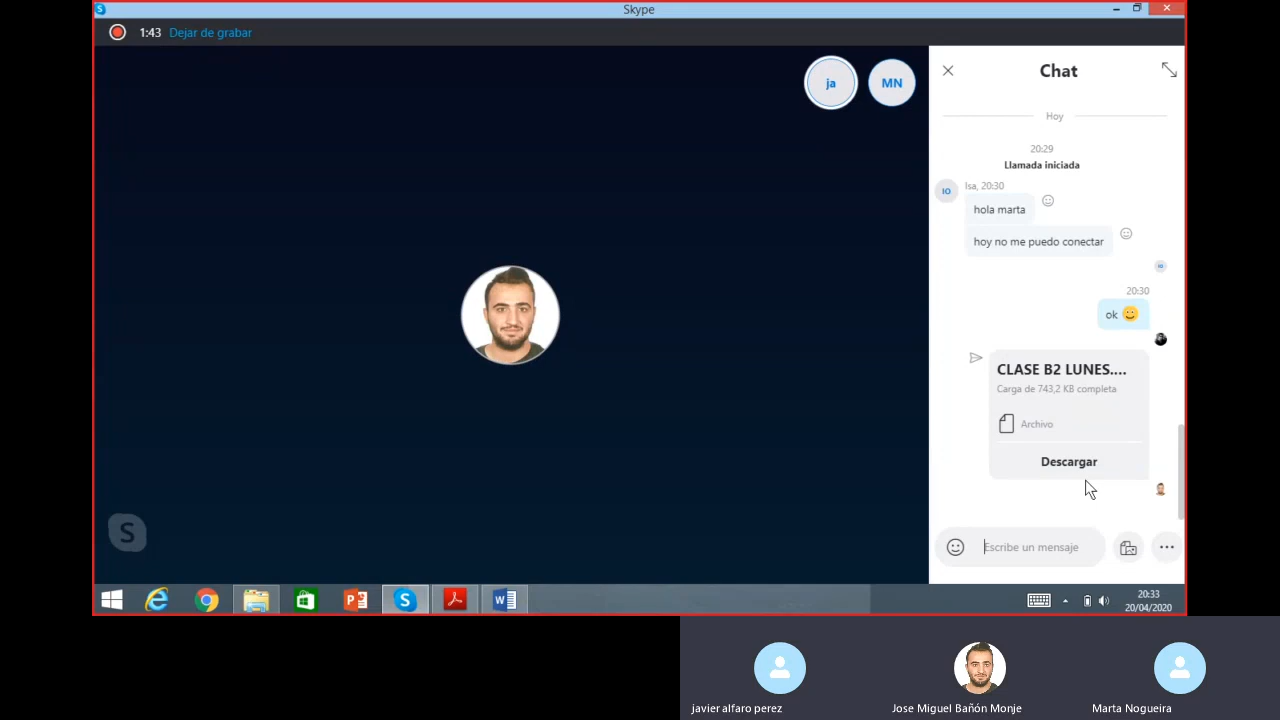 Skype
1:43 Dejar de grabar
ja
MN
Chat
Hoy
20:29
Llamada iniciada
IO
Isa, 20:30
hola marta
hoy no me puedo conectar
20:30
ok
CLASE B2 LUNES....
Carga de 743,2 KB completa
Archivo
Descargar
Escribe un mensaje
20:33
20/04/2020
javier alfaro perez
Jose Miguel Bañón Monje
Marta Nogueira